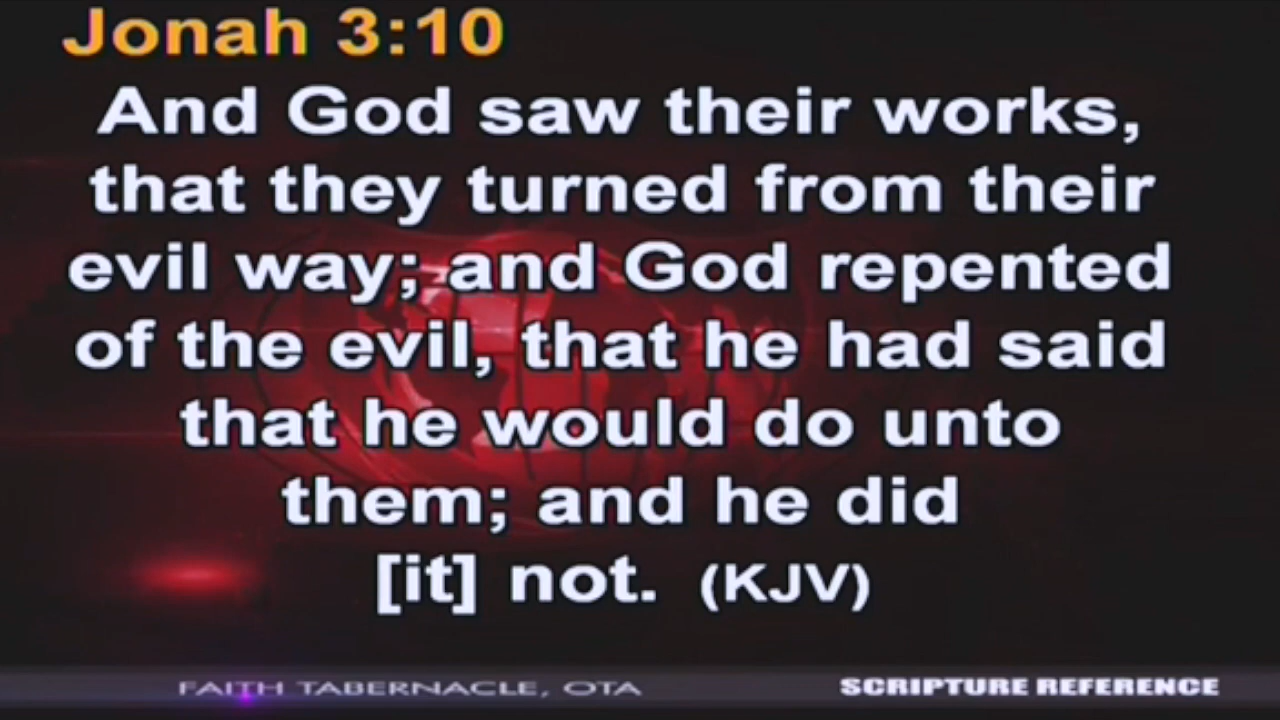 Jonah 3:10
And God saw their works,
that they turned from their
evil way; and God repented
of the evil, that he had said
that he would do unto
them; and he did
[it] not. (KJV)
FAITH TABERNACLE, OTA
SCRIPTURE REFERENCE